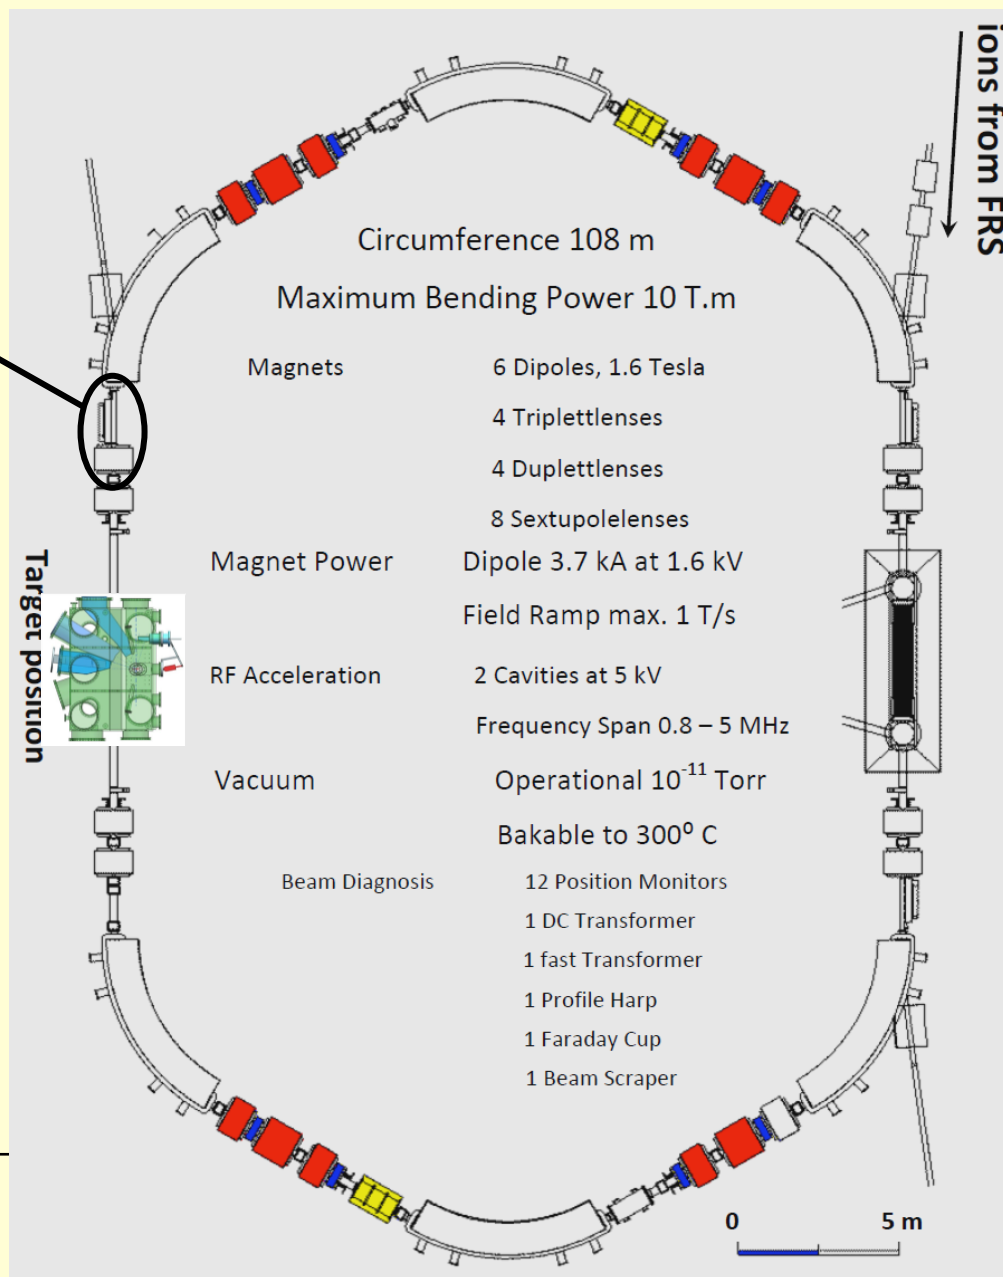 ions from FRS
Circumference 108 m
Maximum Bending Power 10 T.m
Magnets 6 Dipoles, 1.6 Tesla
4 Triplettlenses
4 Duplettlenses
8 Sextupolelenses
Magnet Power Dipole 3.7 kA at 1.6 kV
Field Ramp max. 1 T/s
RF Acceleration 2 Cavities at 5 kV
Frequency Span 0.8 – 5 MHz
Vacuum Operational 10⁻¹¹ Torr
Bakable to 300⁰ C
Beam Diagnosis 12 Position Monitors
1 DC Transformer
1 fast Transformer
1 Profile Harp
1 Faraday Cup
1 Beam Scraper
Target position
0 5 m